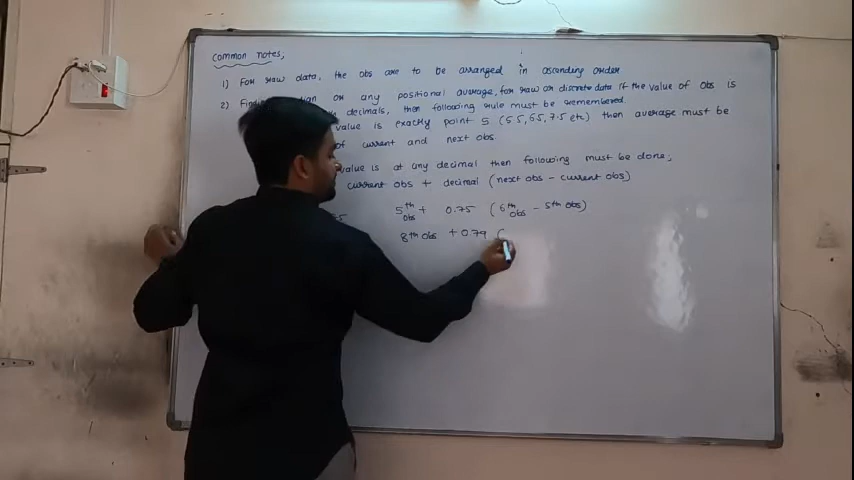 Common notes,
1) For raw data, the obs are to be arranged in ascending order
2) or any positional average, for raw or discrete data if the value of obs is
decimals, then following rule must be remembered.
value is exactly point 5 (5.5, 6.5, 7.5 etc) then average must be
of current and next obs.
value is at any decimal then following must be done,
current obs + decimal (next obs - current obs)
5th obs + 0.75 (6th obs - 5th obs)
8th obs + 0.79 (